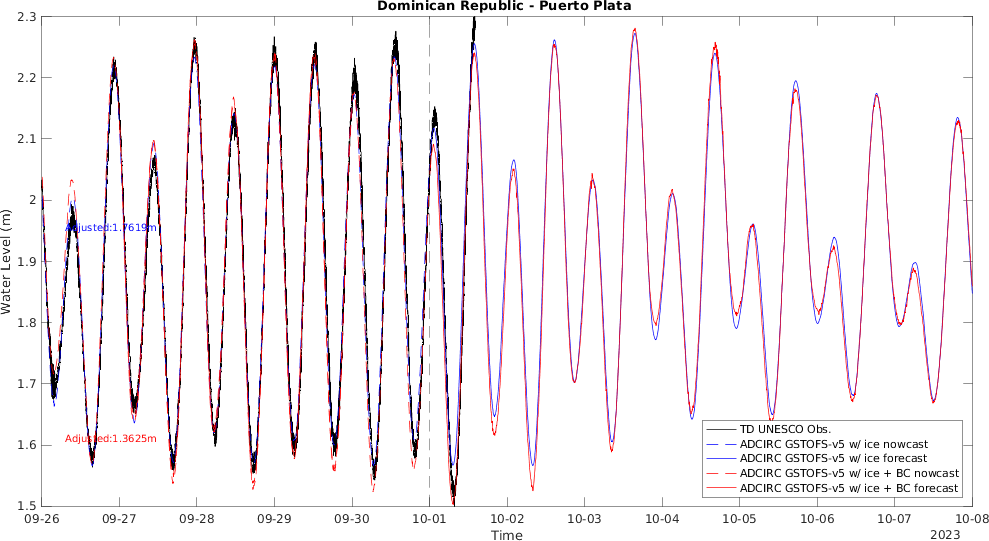 Dominican Republic - Puerto Plata
2.3
2.2
2.1
2
1.9
1.8
1.7
1.6
1.5
Water Level (m)
Adjusted:1.7619m
Adjusted:1.3625m
TD UNESCO Obs.
ADCIRC GSTOFS-v5 w/ ice nowcast
ADCIRC GSTOFS-v5 w/ ice forecast
ADCIRC GSTOFS-v5 w/ ice + BC nowcast
ADCIRC GSTOFS-v5 w/ ice + BC forecast
09-26 09-27 09-28 09-29 09-30 10-01 10-02 10-03 10-04 10-05 10-06 10-07 10-08
Time
2023